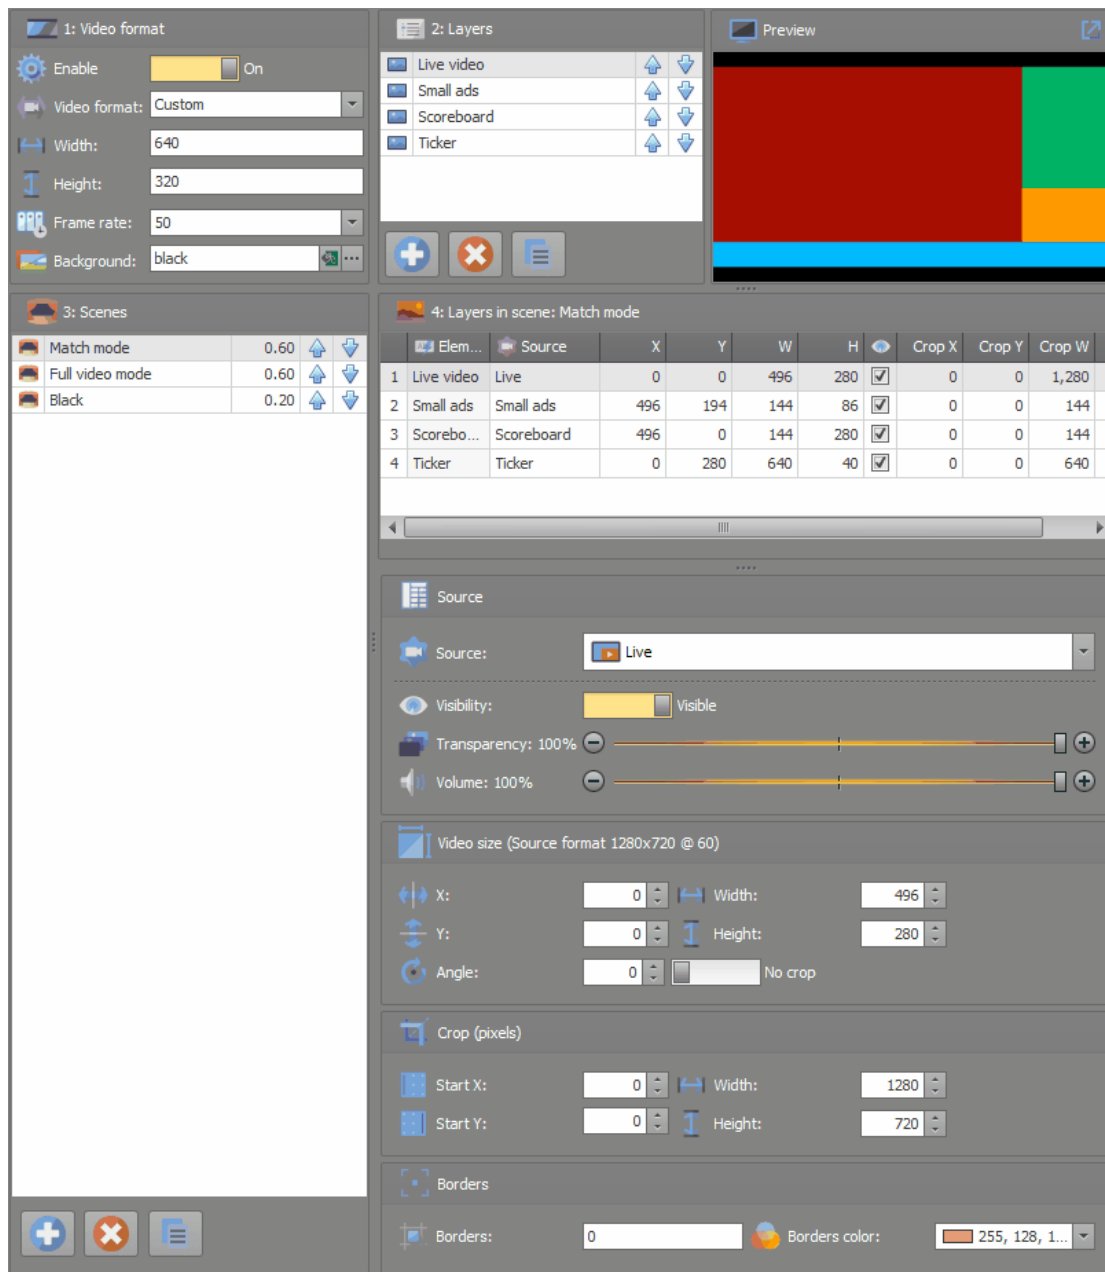 1: Video format
Enable On
Video format: Custom
Width: 640
Height: 320
Frame rate: 50
Background: black ...
2: Layers
Live video
Small ads
Scoreboard
Ticker
Preview
3: Scenes
Match mode 0.60
Full video mode 0.60
Black 0.20
4: Layers in scene: Match mode
Elem... Source X Y W H Crop X Crop Y Crop W
1 Live video Live 0 0 496 280 0 0 1,280
2 Small ads Small ads 496 194 144 86 0 0 144
3 Scorebo... Scoreboard 496 0 144 280 0 0 144
4 Ticker Ticker 0 280 640 40 0 0 640
Source
Source: Live
Visibility: Visible
Transparency: 100%
Volume: 100%
Video size (Source format 1280x720 @ 60)
X: 0 Width: 496
Y: 0 Height: 280
Angle: 0 No crop
Crop (pixels)
Start X: 0 Width: 1280
Start Y: 0 Height: 720
Borders
Borders: 0 Borders color: 255, 128, 1...